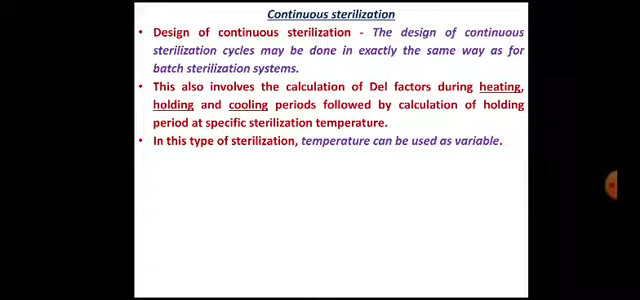 Continuous sterilization
• Design of continuous sterilization - The design of continuous
sterilization cycles may be done in exactly the same way as for
batch sterilization systems.
• This also involves the calculation of Del factors during heating,
holding and cooling periods followed by calculation of holding
period at specific sterilization temperature.
• In this type of sterilization, temperature can be used as variable.